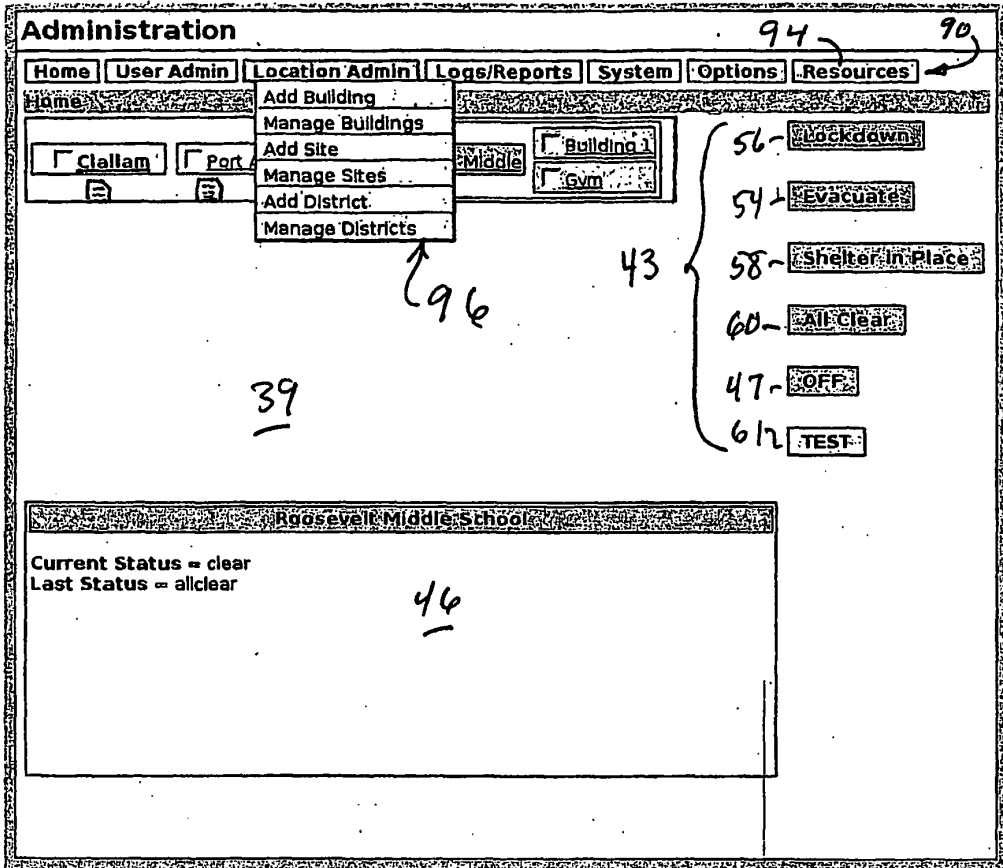 Administration
94 90
Home User Admin Location Admin Logs/Reports System Options Resources
Home
Add Building
Manage Buildings
Add Site
Manage Sites
Add District
Manage Districts
Clallam Port A Middle Building 1
Gym
96
43
56 Lockdown
54 Evacuate
58 Shelter In Place
60 All Clear
47 OFF
TEST
39
Roosevelt Middle School
Current Status = clear
Last Status = allclear
46